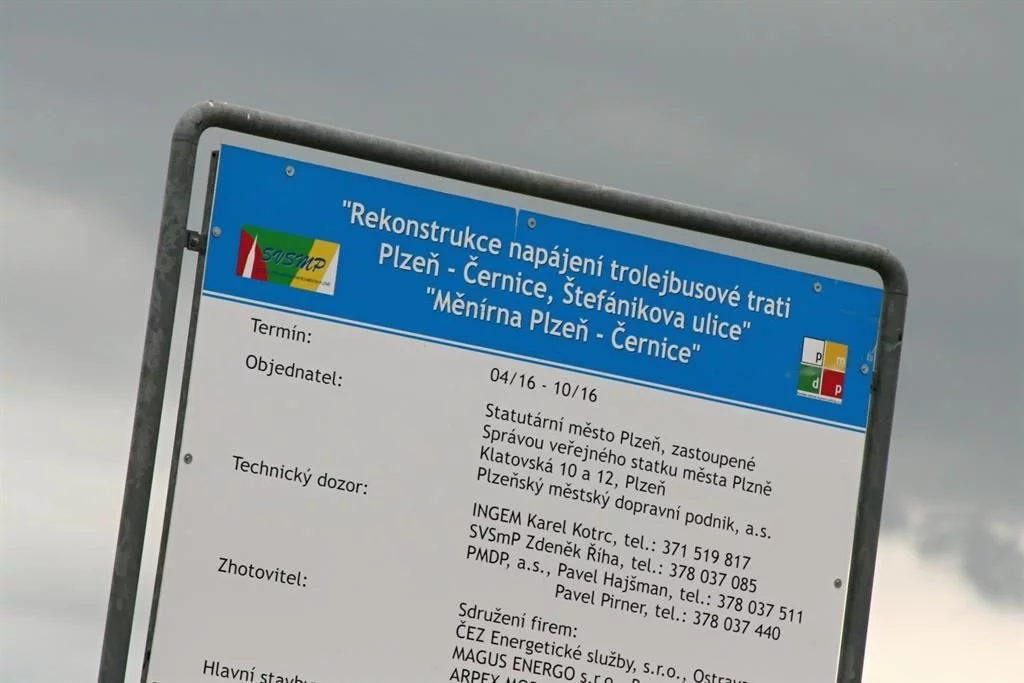 "Rekonstrukce napájení trolejbusové trati
Plzeň - Černice, Štefánikova ulice"
"Měnírna Plzeň - Černice"
SVSMP
p m
d p
Termín:
04/16 - 10/16
Objednatel:
Statutární město Plzeň, zastoupené
Správou veřejného statku města Plzně
Klatovská 10 a 12, Plzeň
Plzeňský městský dopravní podnik, a.s.
Technický dozor:
INGEM Karel Kotrc, tel.: 371 519 817
SVSmP Zdeněk Říha, tel.: 378 037 085
PMDP, a.s., Pavel Hajšman, tel.: 378 037 511
Pavel Pirner, tel.: 378 037 440
Zhotovitel:
Sdružení firem:
ČEZ Energetické služby, s.r.o., Ostrava
MAGUS ENERGO s.r.o.
ARPEX
Hlavní